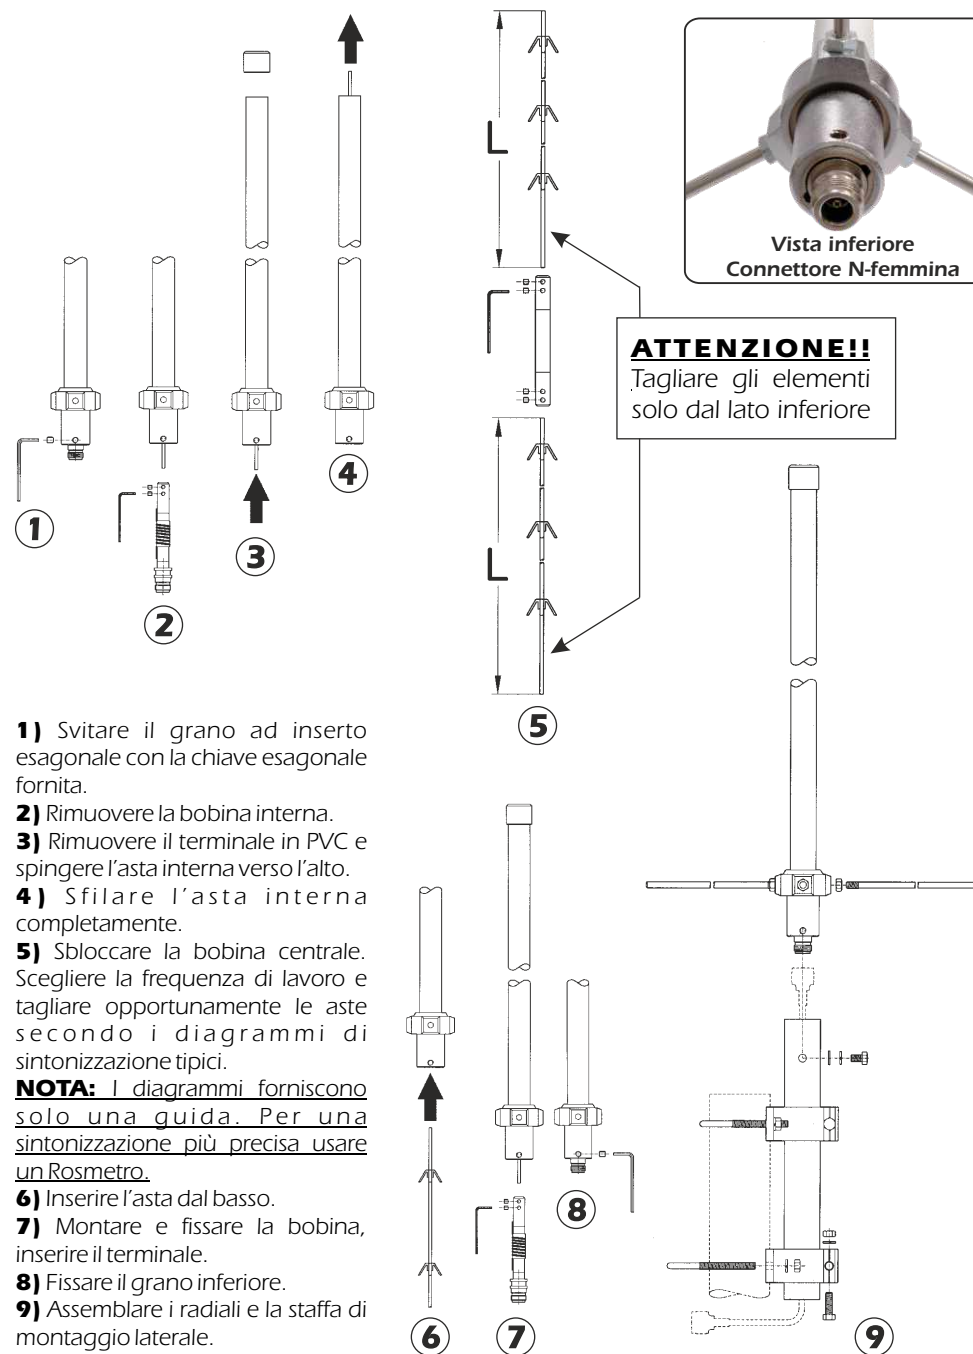 Vista inferiore
Connettore N-femmina
L
ATTENZIONE!!
Tagliare gli elementi
solo dal lato inferiore
L
1
2
3
4
5
1) Svitare il grano ad inserto
esagonale con la chiave esagonale
fornita.
2) Rimuovere la bobina interna.
3) Rimuovere il terminale in PVC e
spingere l'asta interna verso l'alto.
4) Sfilare l'asta interna
completamente.
5) Sbloccare la bobina centrale.
Scegliere la frequenza di lavoro e
tagliare opportunamente le aste
secondo i diagrammi di
sintonizzazione tipici.
NOTA: I diagrammi forniscono
solo una guida. Per una
sintonizzazione più precisa usare
un Rosmetro.
6) Inserire l'asta dal basso.
7) Montare e fissare la bobina,
inserire il terminale.
8) Fissare il grano inferiore.
9) Assemblare i radiali e la staffa di
montaggio laterale.
6
7
8
9